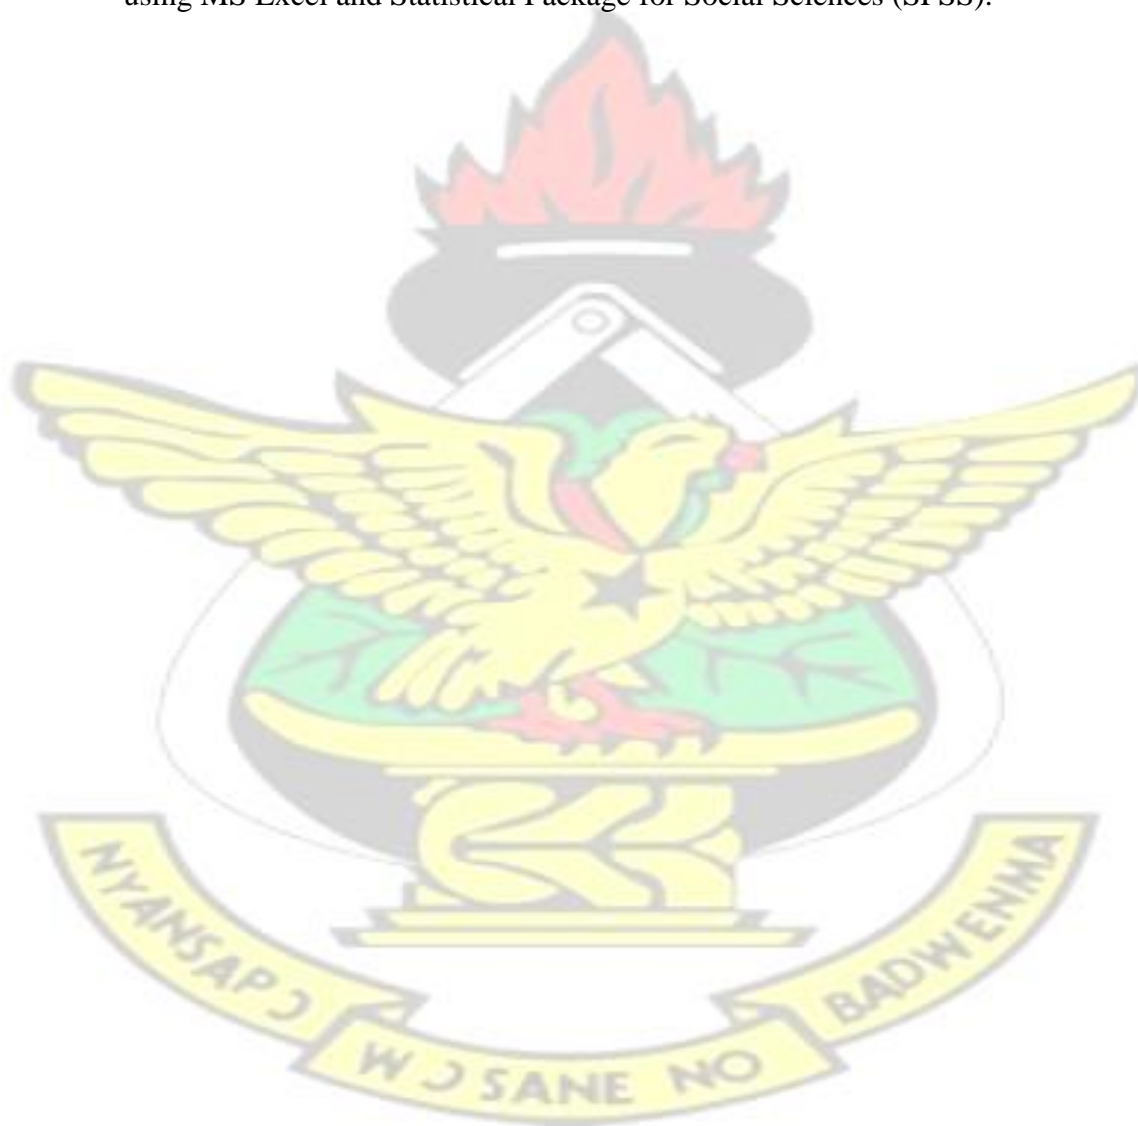 using MS Excel and Statistical Package for Social Sciences (SPSS).
NYANSAPƆ
WƆSANE NO
BADWENMA